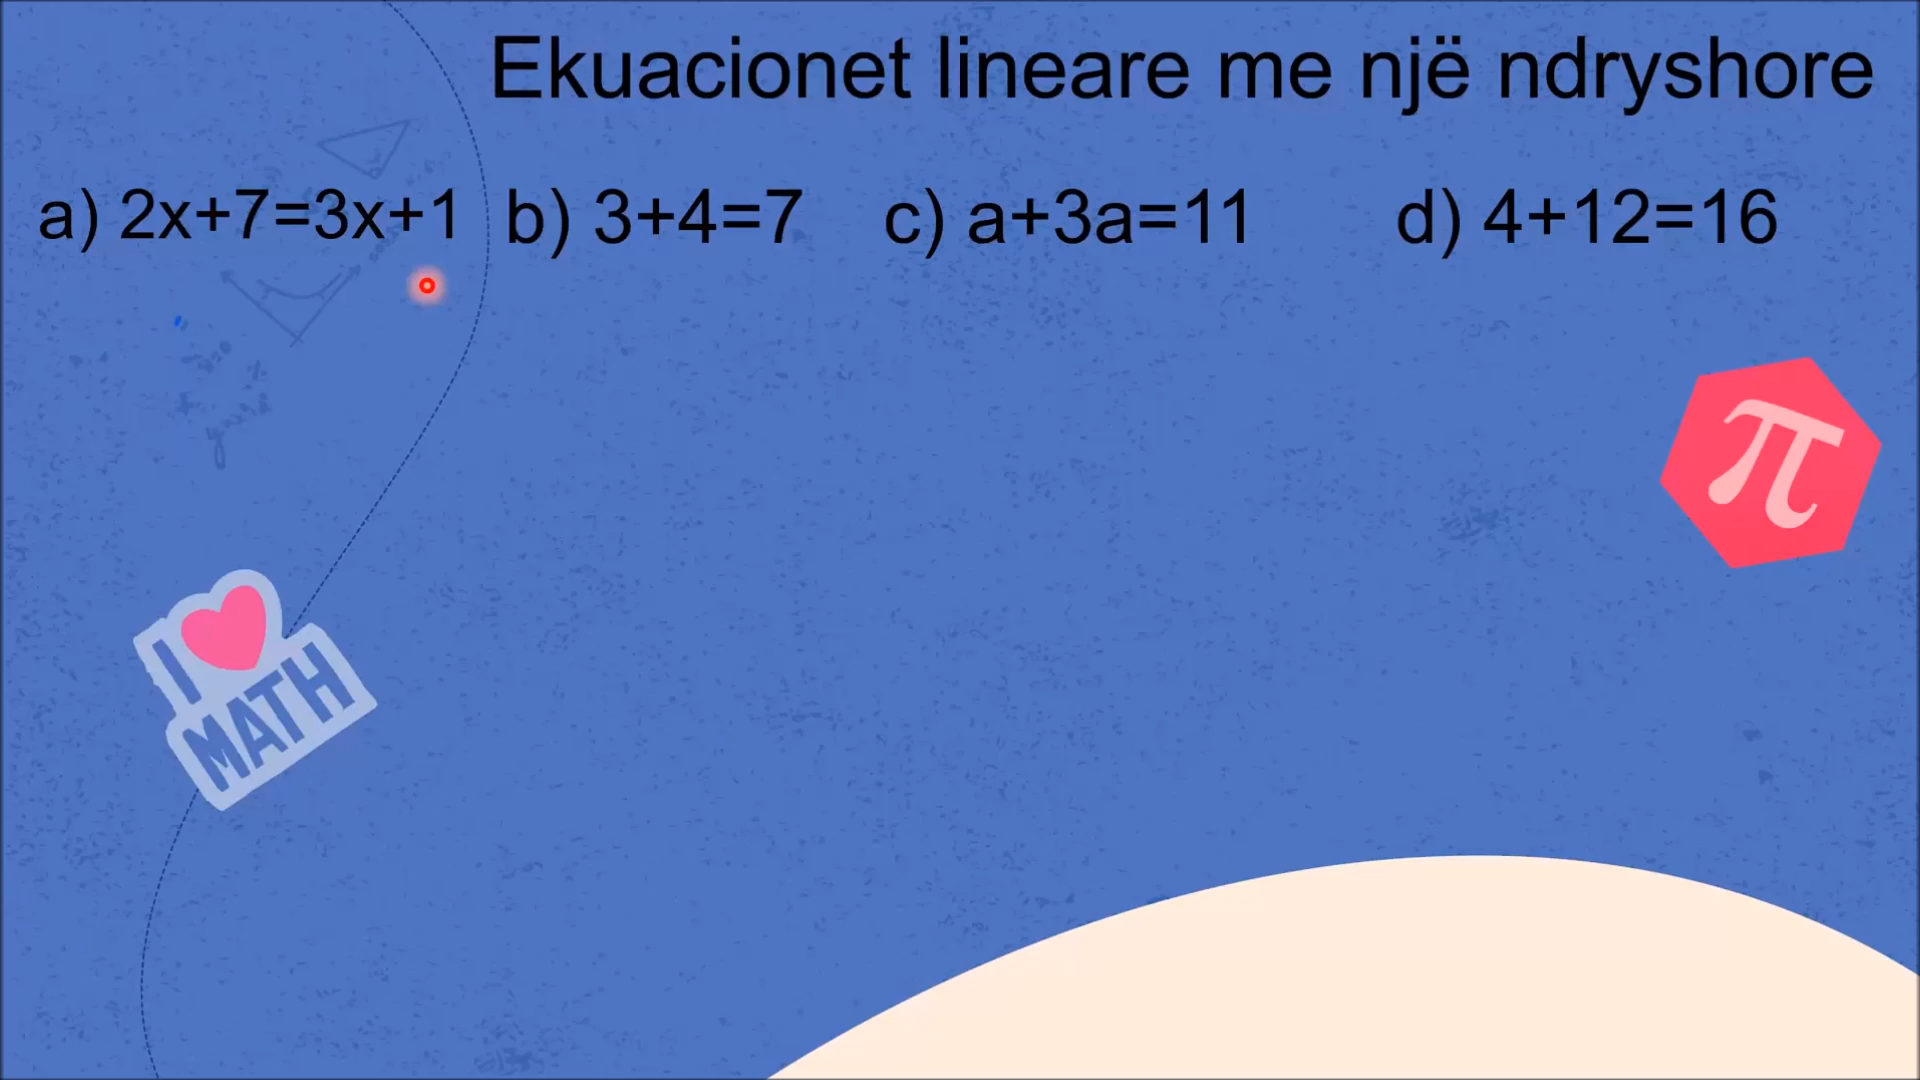 Ekuacionet lineare me një ndryshore
a) 2x+7=3x+1 b) 3+4=7 c) a+3a=11 d) 4+12=16
π
I
MATH